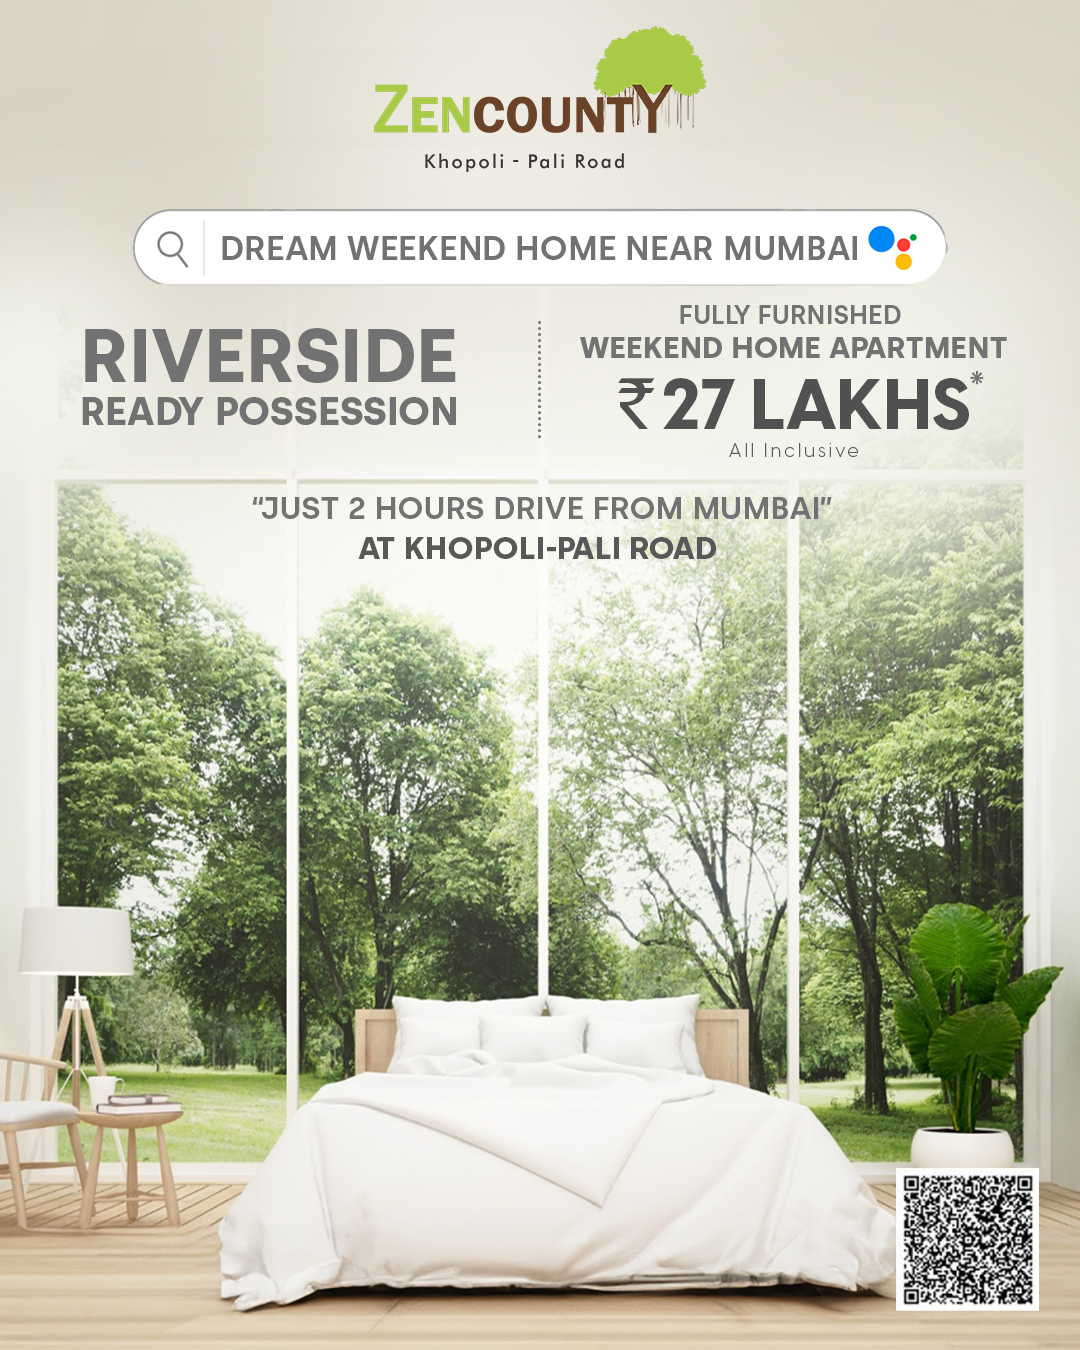 ZENCOUNTY
Khopoli - Pali Road
DREAM WEEKEND HOME NEAR MUMBAI
RIVERSIDE
READY POSSESSION
FULLY FURNISHED
WEEKEND HOME APARTMENT
₹27 LAKHS*
All Inclusive
“JUST 2 HOURS DRIVE FROM MUMBAI”
AT KHOPOLI-PALI ROAD